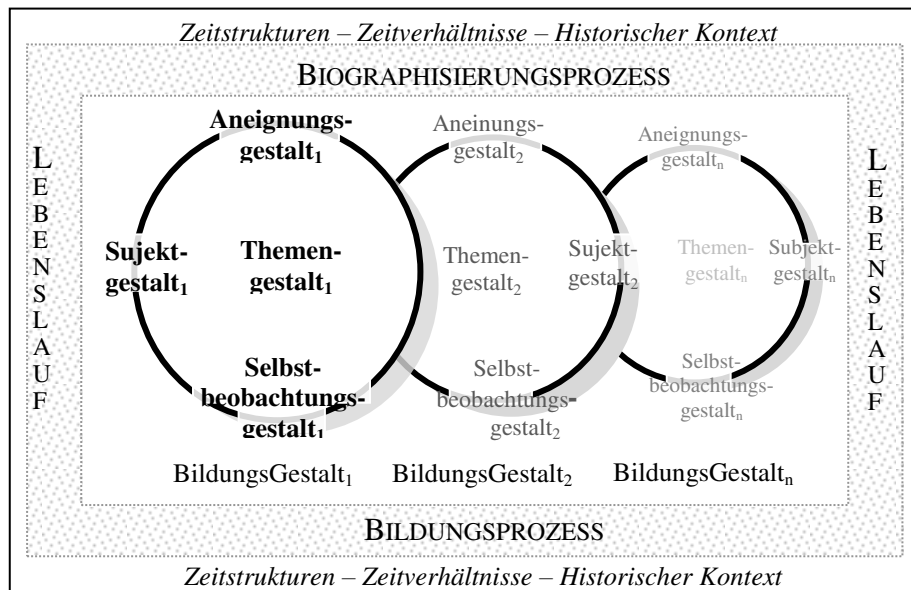 Zeitstrukturen – Zeitverhältnisse – Historischer Kontext
BIOGRAPHISIERUNGSPROZESS
LEBENSLAUF
Aneignungs-
gestalt1
Sujekt-
gestalt1
Themen-
gestalt1
Selbst-
beobachtungs-
gestalt1
Aneinungs-
gestalt2
Themen-
gestalt2
Sujekt-
gestalt2
Selbst-
beobachtungs-
gestalt2
Aneignungs-
gestaltn
Themen-
gestaltn
Subjekt-
gestaltn
Selbst-
beobachtungs-
gestaltn
LEBENSLAUF
BildungsGestalt1 BildungsGestalt2 BildungsGestaltn
BILDUNGSPROZESS
Zeitstrukturen – Zeitverhältnisse – Historischer Kontext